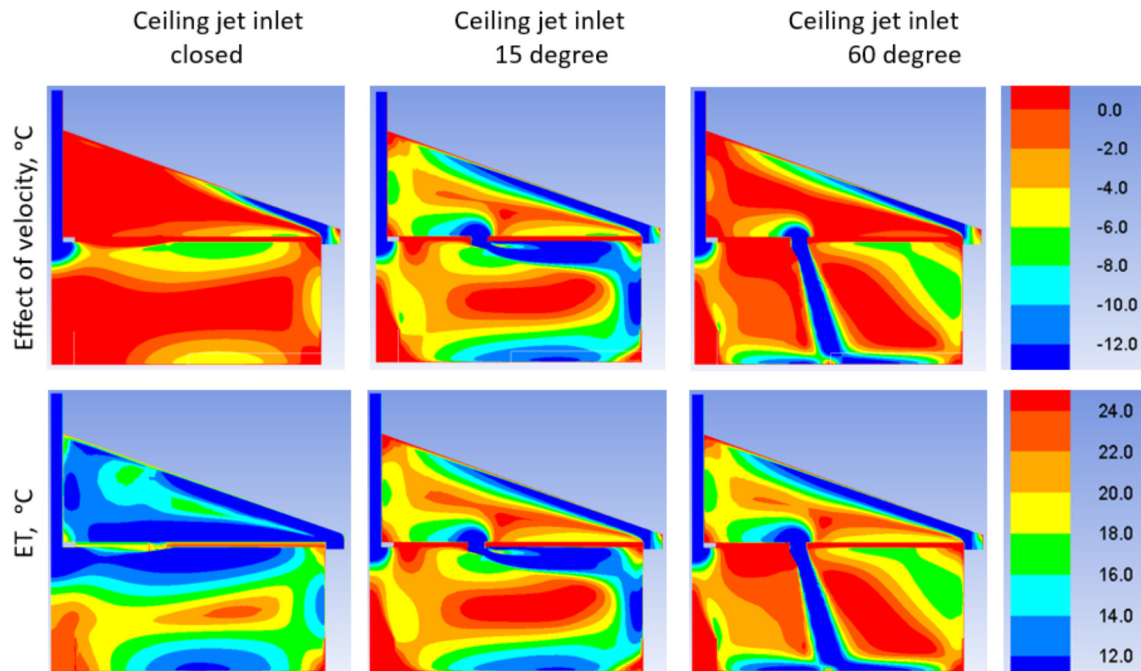 Ceiling jet inlet
closed
Ceiling jet inlet
15 degree
Ceiling jet inlet
60 degree
Effect of velocity, °C
0.0
-2.0
-4.0
-6.0
-8.0
-10.0
-12.0
ET, °C
24.0
22.0
20.0
18.0
16.0
14.0
12.0